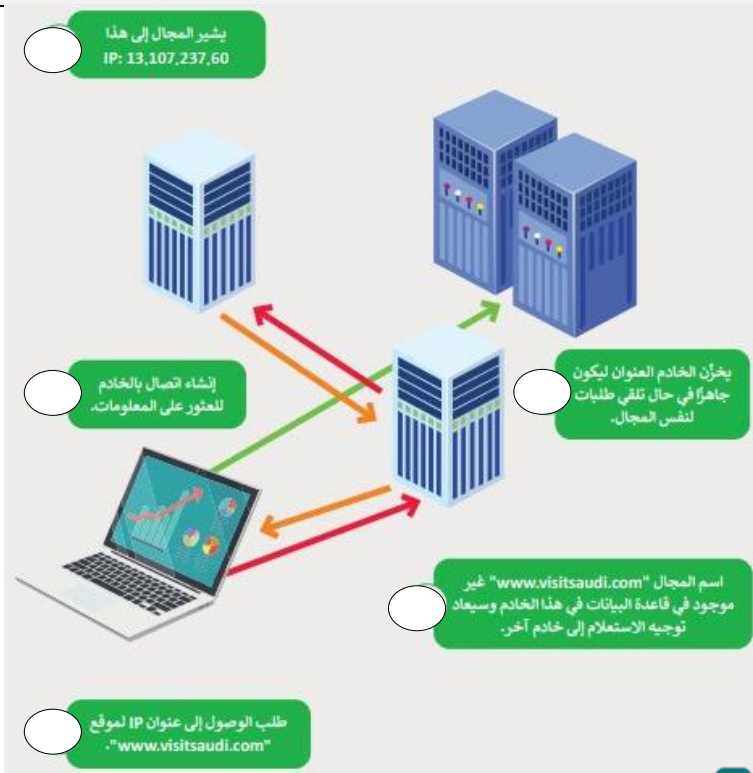 يشير المجال إلى هذا
IP: 13,107,237,60
إنشاء اتصال بالخادم
للعثور على المعلومات.
يخزّن الخادم العنوان ليكون
جاهزًا في حال تلقي طلبات
لنفس المجال.
اسم المجال "www.visitsaudi.com" غير
موجود في قاعدة البيانات في هذا الخادم وسيعاد
توجيه الاستعلام إلى خادم آخر.
طلب الوصول إلى عنوان IP لموقع
"www.visitsaudi.com".